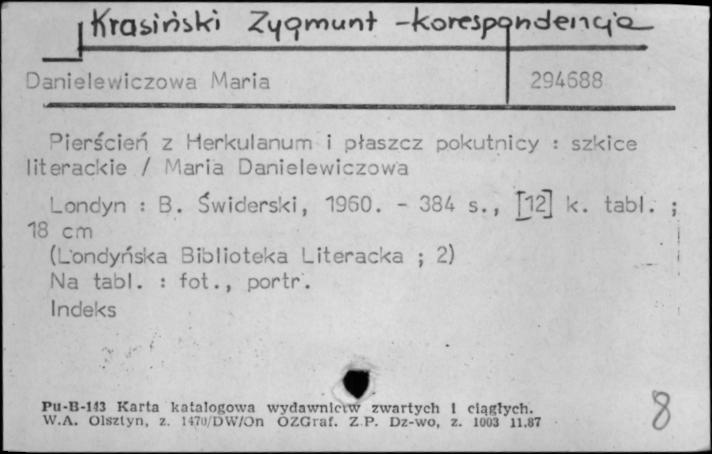 Krasiński Zygmunt - korespondencja
Danielewiczowa Maria 294688
Pierścień z Herkulanum i płaszcz pokutnicy : szkice
literackie / Maria Danielewiczowa
Londyn : B. Świderski, 1960. - 384 s., [12] k. tabl. ;
18 cm
(Londyńska Biblioteka Literacka ; 2)
Na tabl. : fot., portr.
Indeks
Pu-B-143 Karta katalogowa wydawnictw zwartych i ciągłych.
W.A. Olsztyn, z. 1470/DW/On OZGraf. Z.P. Dz-wo, z. 1003 11.87
8